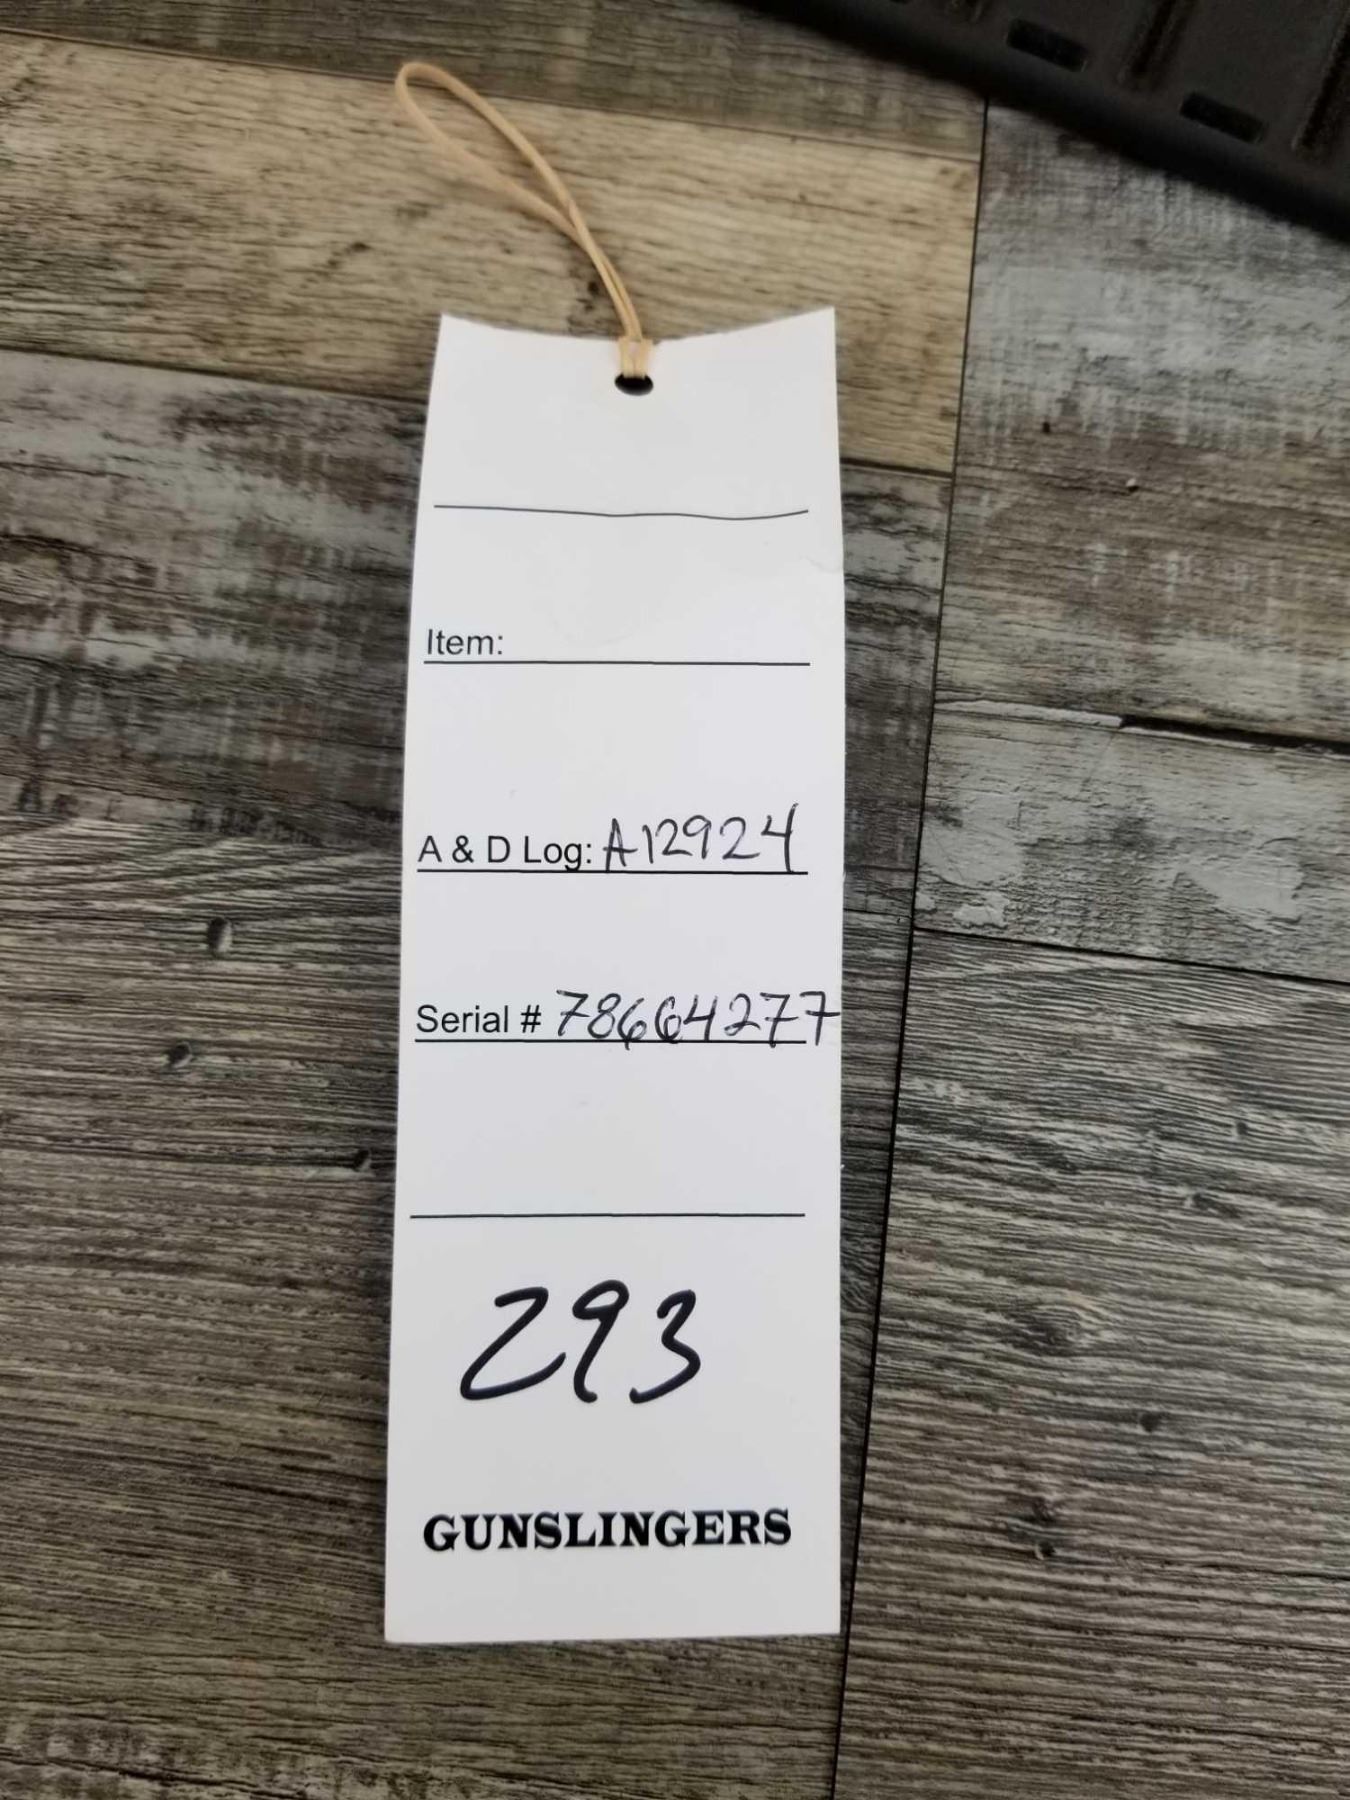 Item:
A & D Log: A12924
Serial # 78664277
293
GUNSLINGERS